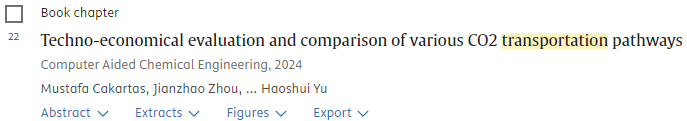 Book chapter
22
Techno-economical evaluation and comparison of various CO2 transportation pathways
Computer Aided Chemical Engineering, 2024
Mustafa Cakartas, Jianzhao Zhou, ... Haoshui Yu
Abstract Extracts Figures Export